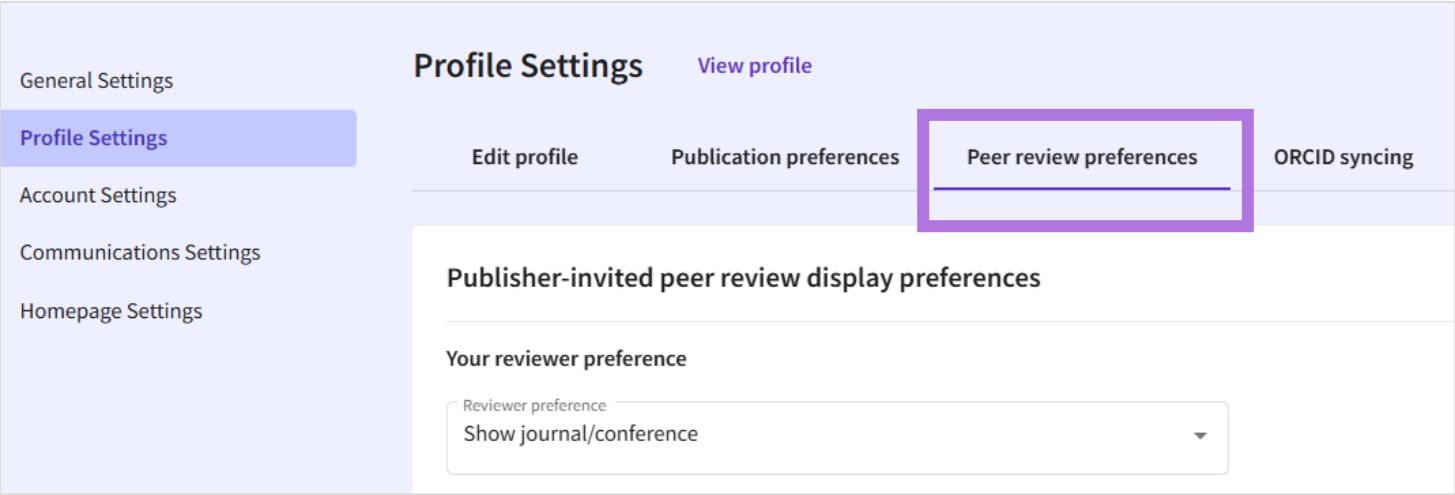 General Settings
Profile Settings
Account Settings
Communications Settings
Homepage Settings
Profile Settings View profile
Edit profile Publication preferences Peer review preferences ORCID syncing
Publisher-invited peer review display preferences
Your reviewer preference
Reviewer preference
Show journal/conference